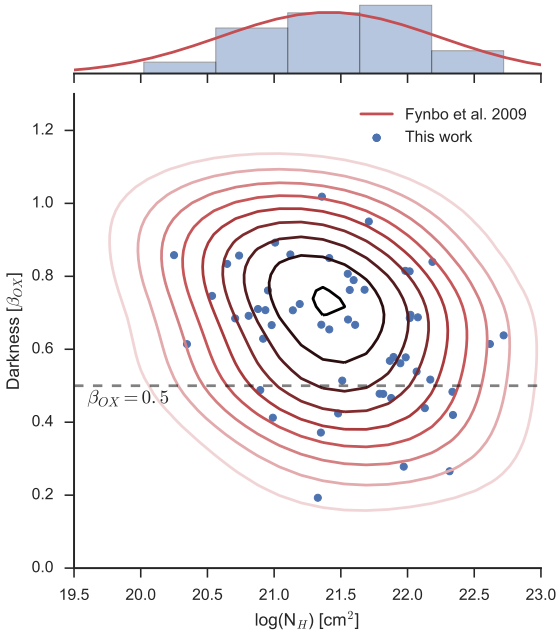 Fynbo et al. 2009
This work
1.2
1.0
0.8
0.6
0.4
0.2
0.0
Darkness [β_OX]
β_OX = 0.5
19.5 20.0 20.5 21.0 21.5 22.0 22.5 23.0
log(N_H) [cm²]